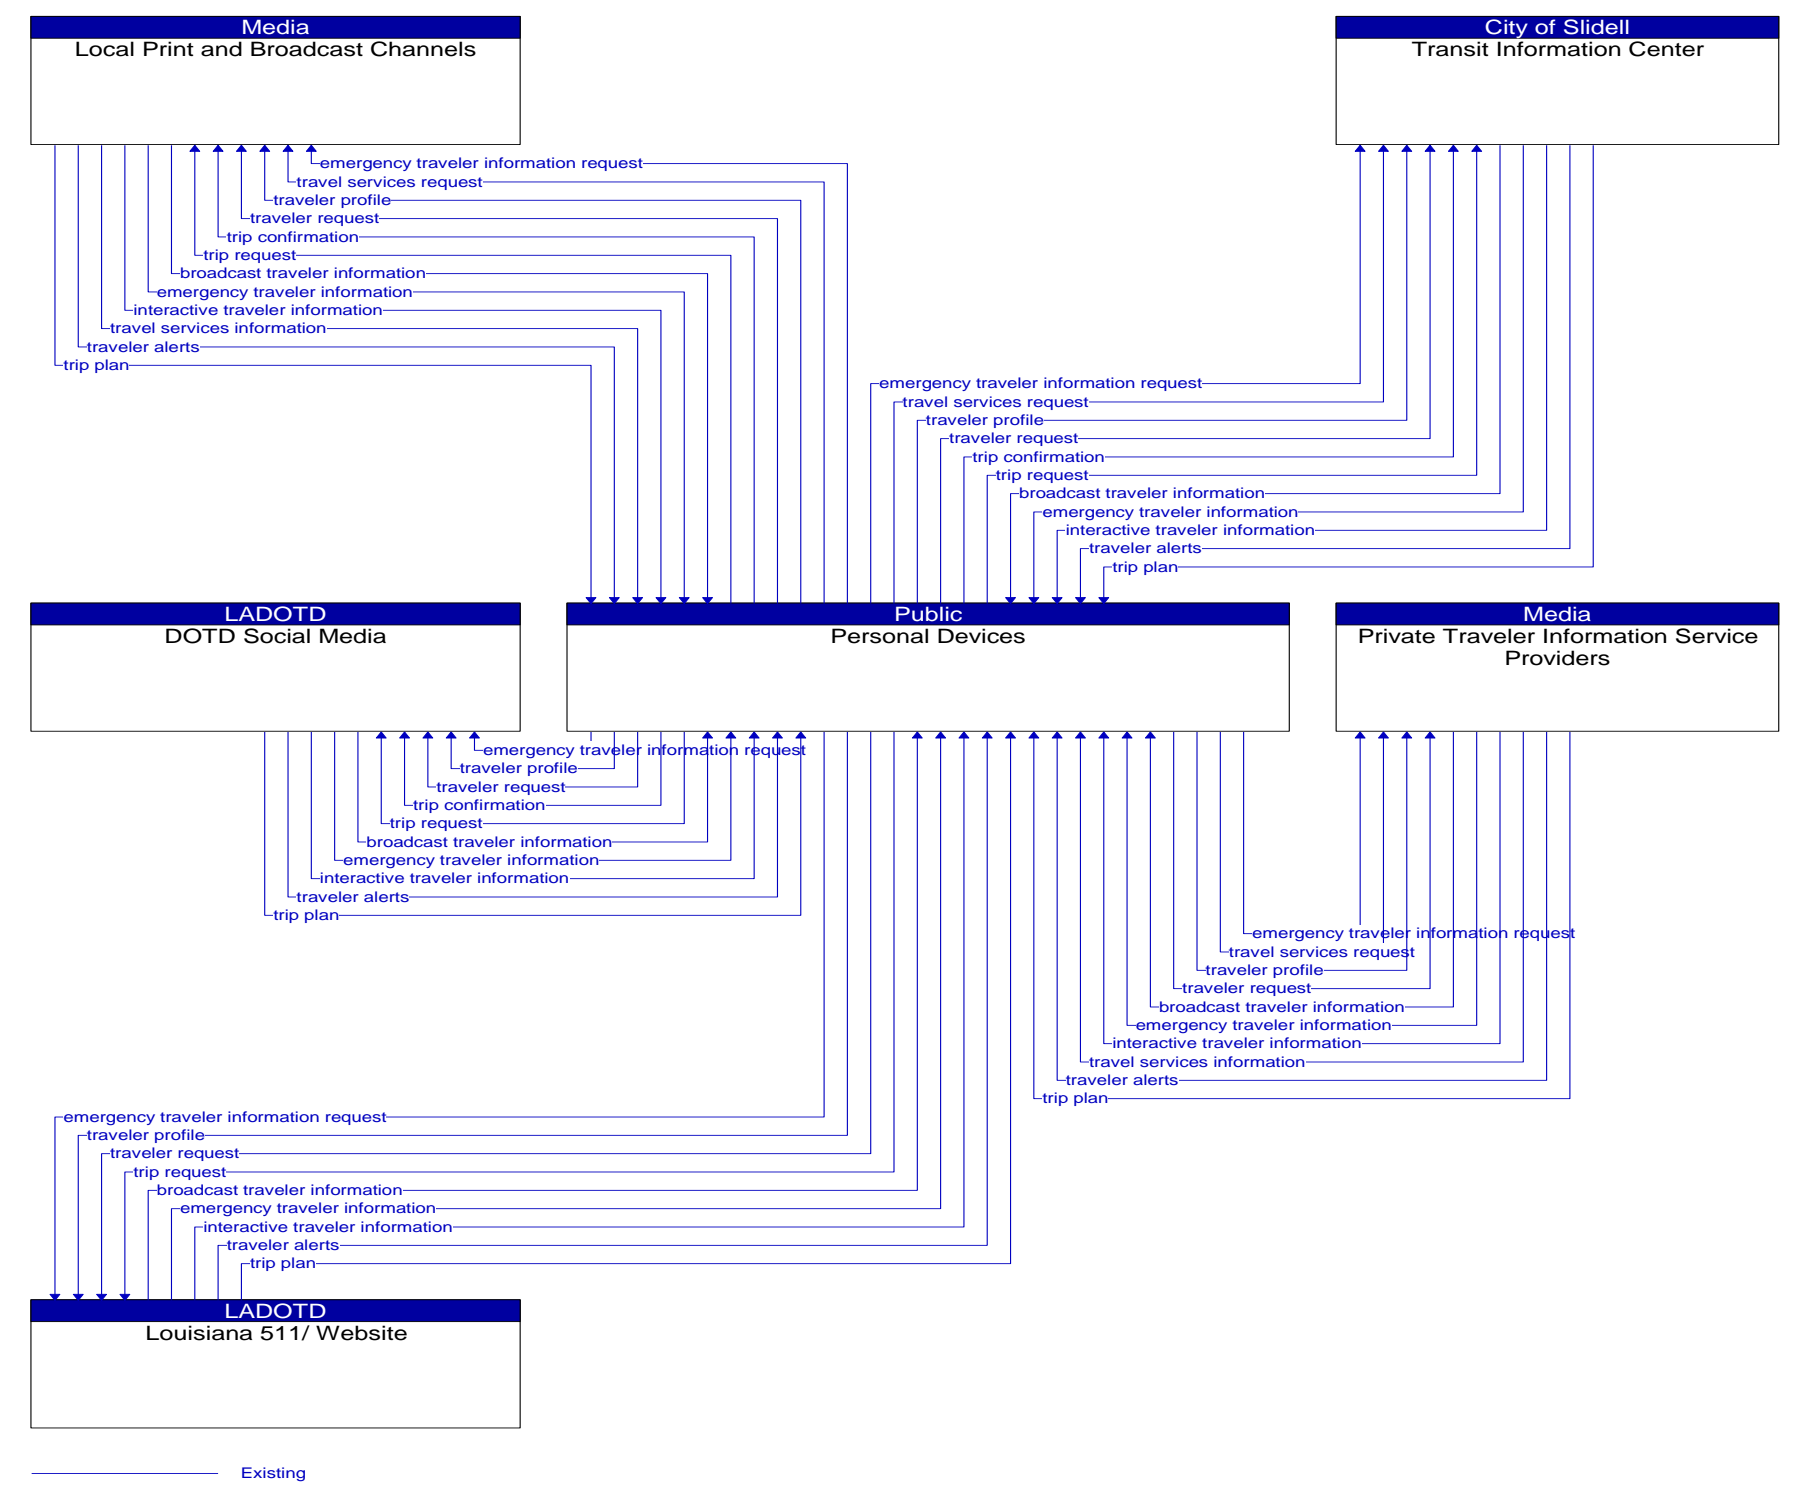 Media
Local Print and Broadcast Channels
City of Slidell
Transit Information Center
emergency traveler information request
travel services request
traveler profile
traveler request
trip confirmation
trip request
broadcast traveler information
emergency traveler information
interactive traveler information
travel services information
traveler alerts
trip plan
emergency traveler information request
travel services request
traveler profile
traveler request
trip confirmation
trip request
broadcast traveler information
emergency traveler information
interactive traveler information
traveler alerts
trip plan
LADOTD
DOTD Social Media
Public
Personal Devices
Media
Private Traveler Information Service
Providers
emergency traveler information request
traveler profile
traveler request
trip confirmation
trip request
broadcast traveler information
emergency traveler information
interactive traveler information
traveler alerts
trip plan
emergency traveler information request
travel services request
traveler profile
traveler request
broadcast traveler information
emergency traveler information
interactive traveler information
travel services information
traveler alerts
trip plan
emergency traveler information request
traveler profile
traveler request
trip request
broadcast traveler information
emergency traveler information
interactive traveler information
traveler alerts
trip plan
LADOTD
Louisiana 511/ Website
Existing